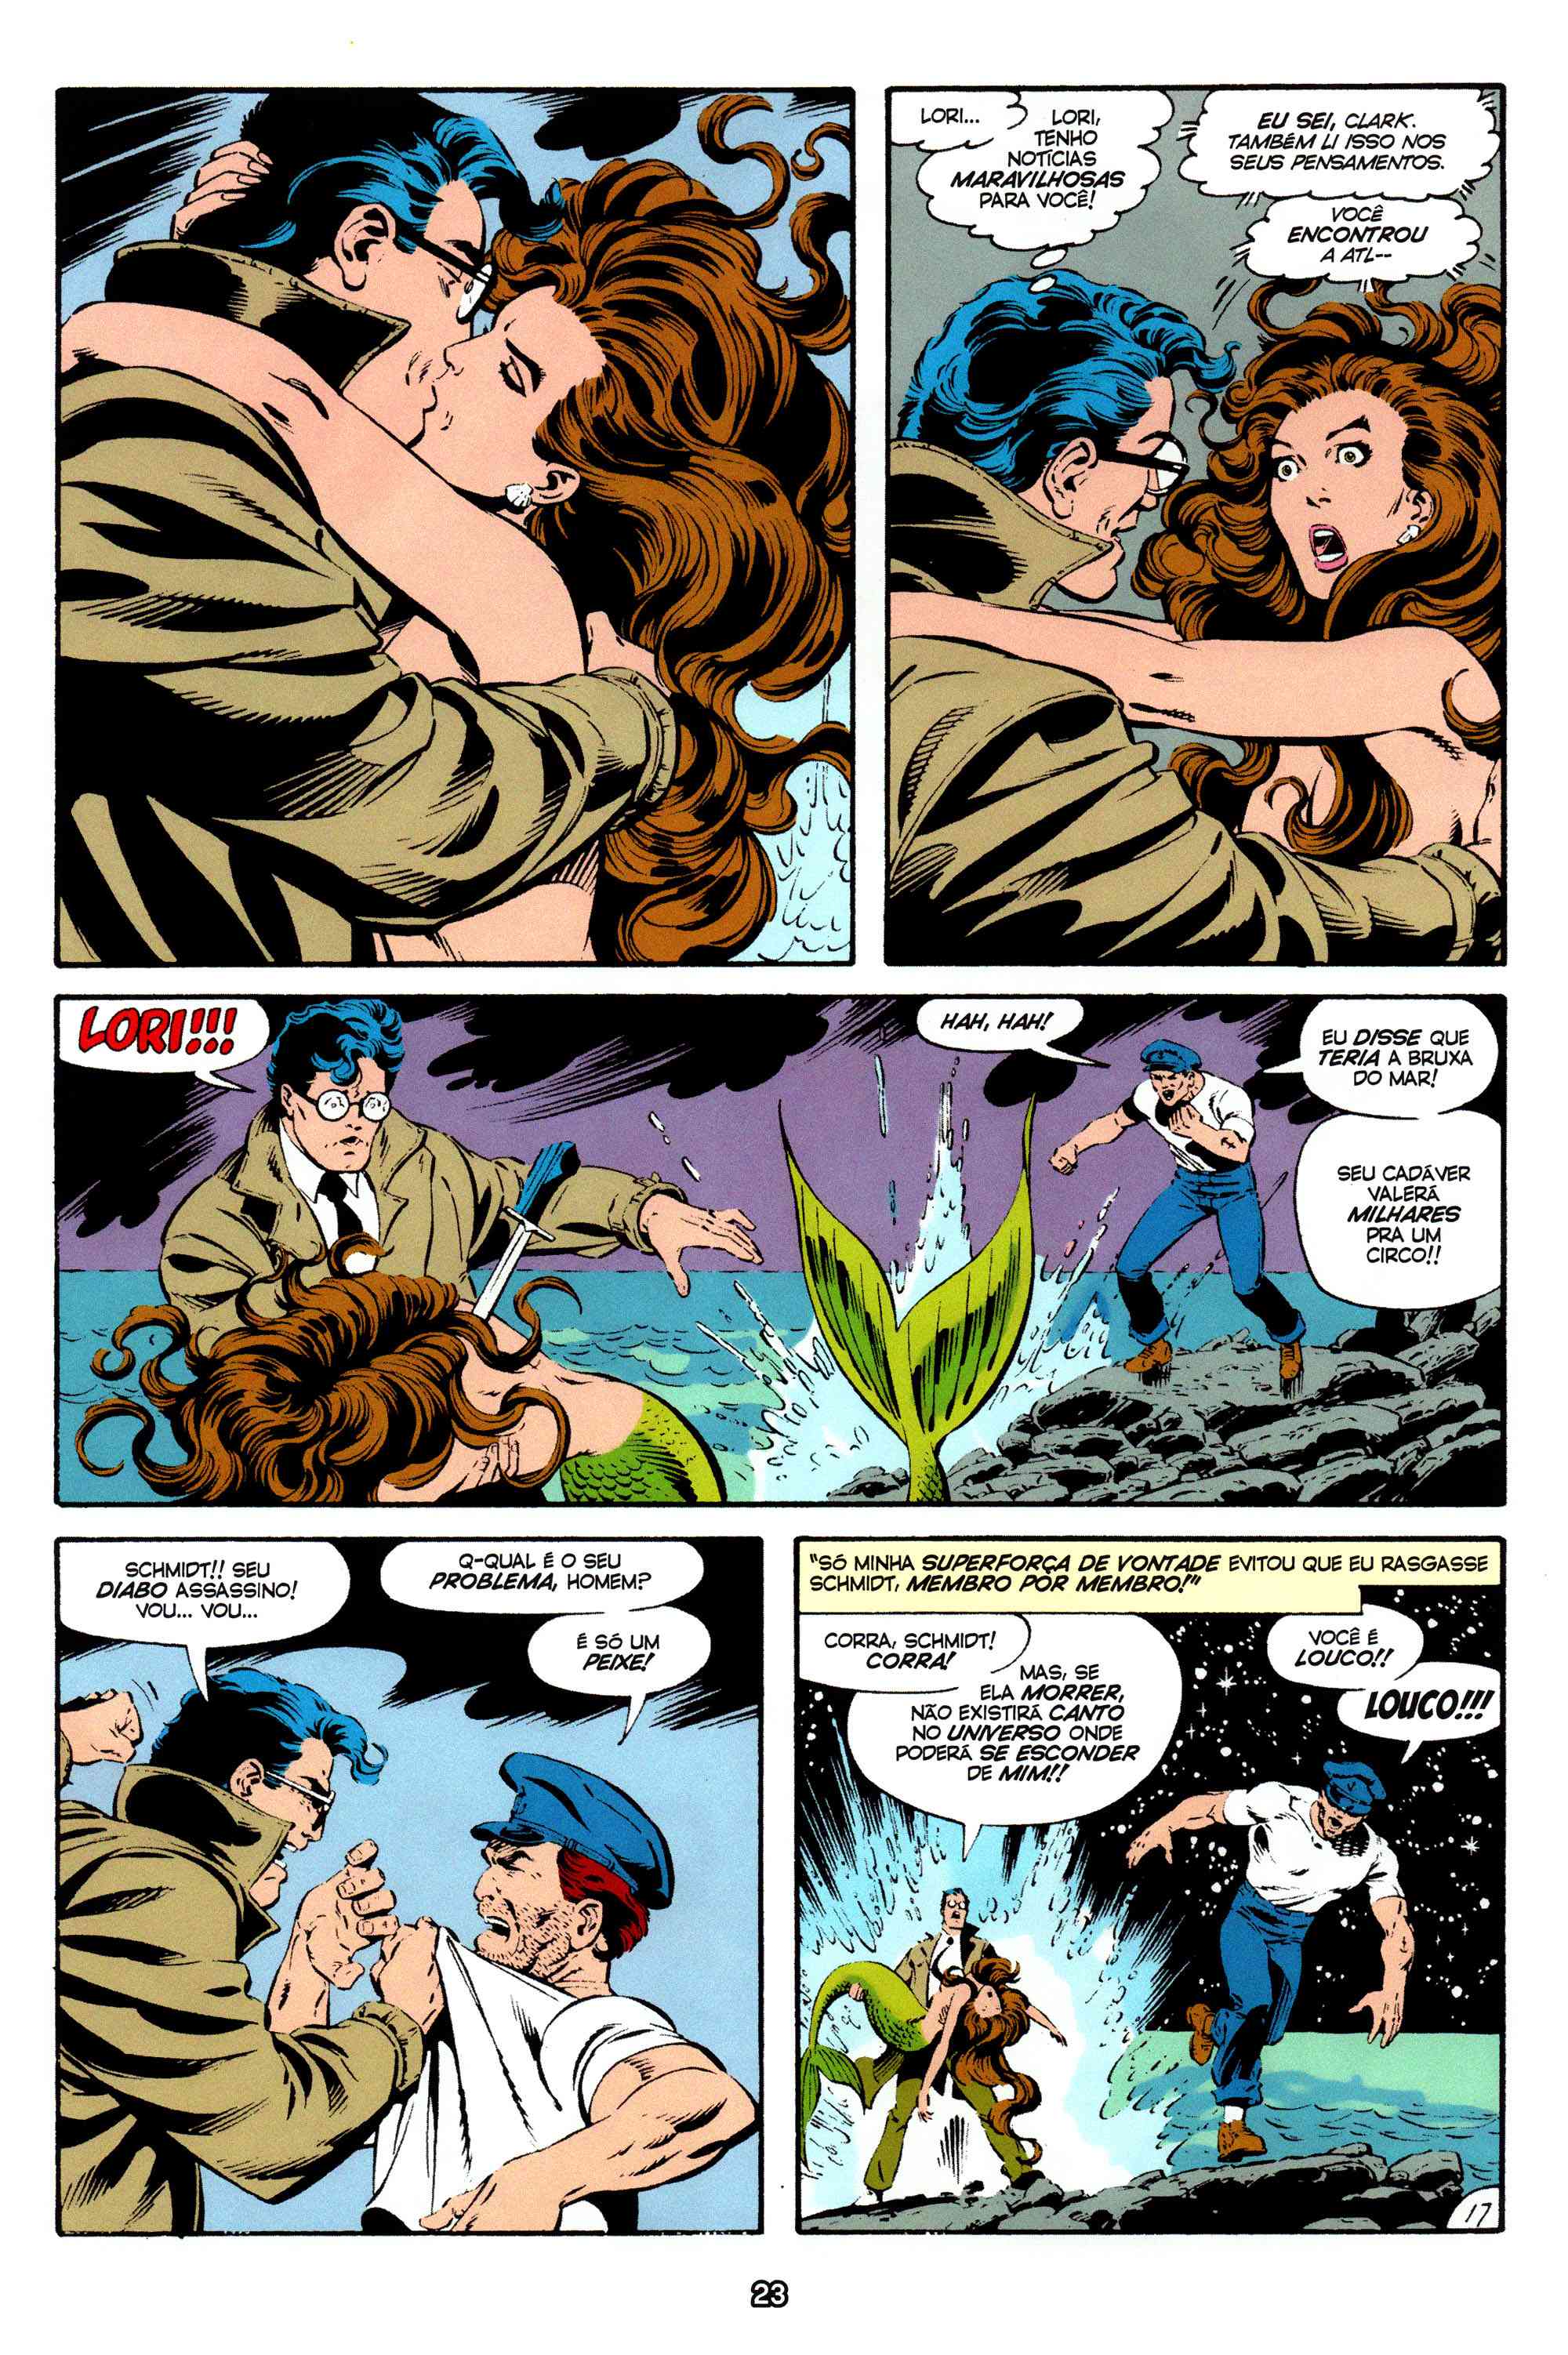 LORI...
LORI,
TENHO
NOTÍCIAS
MARAVILHOSAS
PARA VOCÊ!
EU SEI, CLARK.
TAMBÉM LI ISSO NOS
SEUS PENSAMENTOS.
VOCÊ
ENCONTROU
A ATL--
LORI!!!
HAH, HAH!
EU DISSE QUE
TERIA A BRUXA
DO MAR!
SEU CADÁVER
VALERÁ
MILHARES
PRA UM
CIRCO!!
SCHMIDT!! SEU
DIABO ASSASSINO!
VOU... VOU...
Q-QUAL É O SEU
PROBLEMA, HOMEM?
É SÓ UM
PEIXE!
"SÓ MINHA SUPERFORÇA DE VONTADE EVITOU QUE EU RASGASSE
SCHMIDT, MEMBRO POR MEMBRO!"
CORRA, SCHMIDT!
CORRA!
MAS, SE
ELA MORRER,
NÃO EXISTIRÁ CANTO
NO UNIVERSO ONDE
PODERÁ SE ESCONDER
DE MIM!!
VOCÊ É
LOUCO!!
LOUCO!!!
17
23